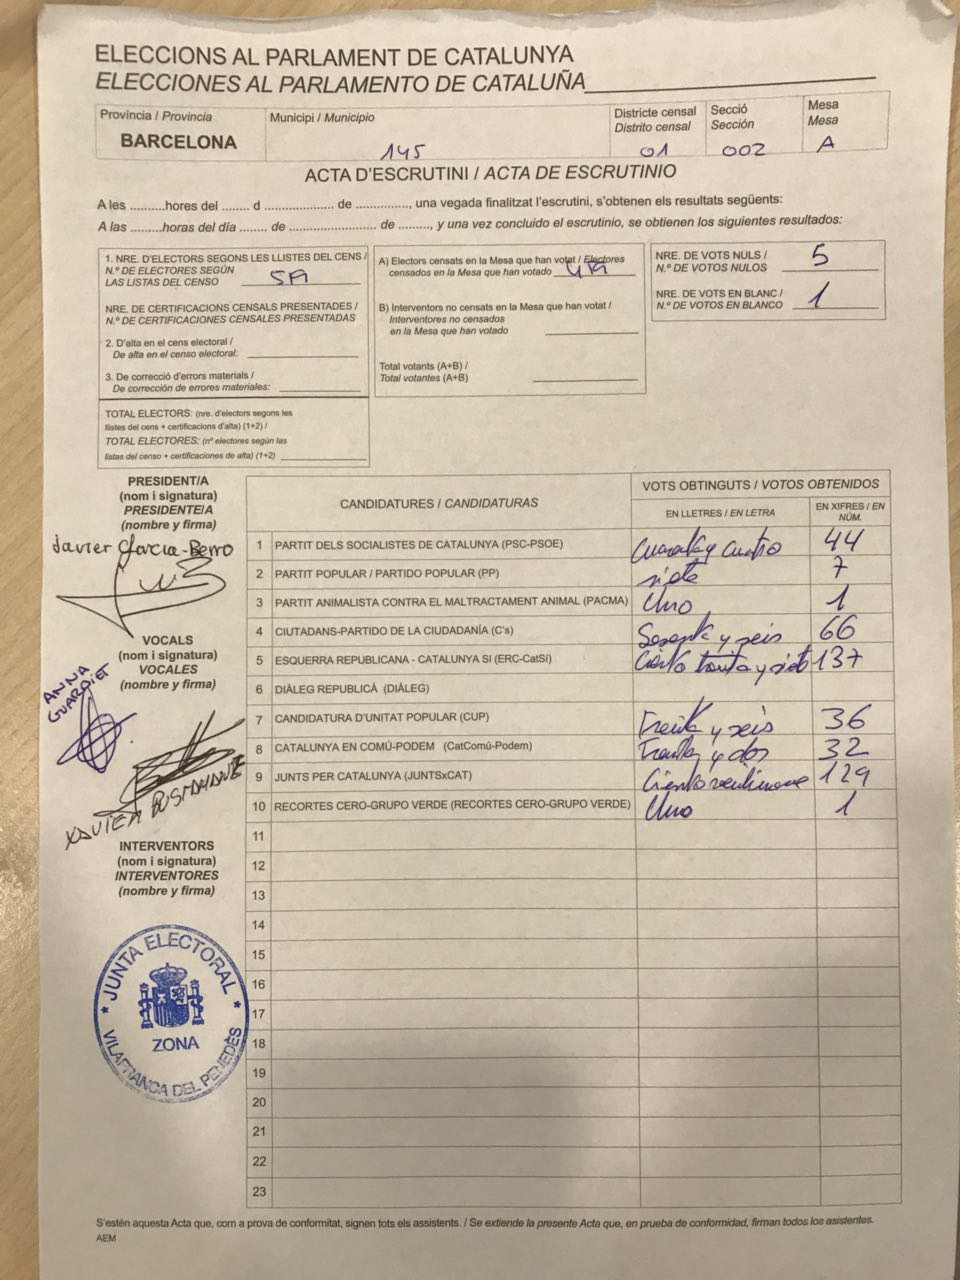 ELECCIONS AL PARLAMENT DE CATALUNYA
ELECCIONES AL PARLAMENTO DE CATALUÑA
Província / Provincia
BARCELONA
Municipi / Municipio
145
Districte censal
Distrito censal
01
Secció
Sección
002
Mesa
Mesa
A
ACTA D'ESCRUTINI / ACTA DE ESCRUTINIO
A les ..........hores del ........ d ........................ de .............., una vegada finalitzat l'escrutini, s'obtenen els resultats següents:
A las ..........horas del día ........ de .......................... de ........, y una vez concluido el escrutinio, se obtienen los siguientes resultados:
1. NRE. D'ELECTORS SEGONS LES LLISTES DEL CENS /
N.º DE ELECTORES SEGÚN
LAS LISTAS DEL CENSO
NRE. DE CERTIFICACIONS CENSALS PRESENTADES /
N.º DE CERTIFICACIONES CENSALES PRESENTADAS
2. D'alta en el cens electoral /
De alta en el censo electoral:
3. De correcció d'errors materials /
De corrección de errores materiales:
TOTAL ELECTORS: (nre. d'electors segons les
llistes del cens + certificacions d'alta) (1+2) /
TOTAL ELECTORES: (nº electores según las
listas del censo + certificaciones de alta) (1+2)
A) Electors censats en la Mesa que han votat / Electores
censados en la Mesa que han votado
B) Interventors no censats en la Mesa que han votat /
Interventores no censados
en la Mesa que han votado
Total votants (A+B) /
Total votantes (A+B)
NRE. DE VOTS NULS /
N.º DE VOTOS NULOS 5
NRE. DE VOTS EN BLANC /
N.º DE VOTOS EN BLANCO 1
PRESIDENT/A
(nom i signatura)
PRESIDENTE/A
(nombre y firma)
Javier García-Berro
VOCALS
(nom i signatura)
VOCALES
(nombre y firma)
ANNA
GUARDIET
XAVIER
INTERVENTORS
(nom i signatura)
INTERVENTORES
(nombre y firma)
JUNTA ELECTORAL
ZONA
VILAFRANCA DEL PENEDÈS
CANDIDATURES / CANDIDATURAS
VOTS OBTINGUTS / VOTOS OBTENIDOS
EN LLETRES / EN LETRA
EN XIFRES / EN
NÚM.
1 PARTIT DELS SOCIALISTES DE CATALUNYA (PSC-PSOE) cuarenta y cuatro 44
2 PARTIT POPULAR / PARTIDO POPULAR (PP) siete 7
3 PARTIT ANIMALISTA CONTRA EL MALTRACTAMENT ANIMAL (PACMA) Uno 1
4 CIUTADANS-PARTIDO DE LA CIUDADANÍA (C's) Sesenta y seis 66
5 ESQUERRA REPUBLICANA - CATALUNYA SI (ERC-CatSí) Ciento treinta y siete 137
6 DIÀLEG REPUBLICÀ (DIÀLEG)
7 CANDIDATURA D'UNITAT POPULAR (CUP) Treinta y seis 36
8 CATALUNYA EN COMÚ-PODEM (CatComú-Podem) Treinta y dos 32
9 JUNTS PER CATALUNYA (JUNTSxCAT) Ciento veintinueve 129
10 RECORTES CERO-GRUPO VERDE (RECORTES CERO-GRUPO VERDE) Uno 1
11
12
13
14
15
16
17
18
19
20
21
22
23
S'estén aquesta Acta que, com a prova de conformitat, signen tots els assistents. / Se extiende la presente Acta que, en prueba de conformidad, firman todos los asistentes.
AEM